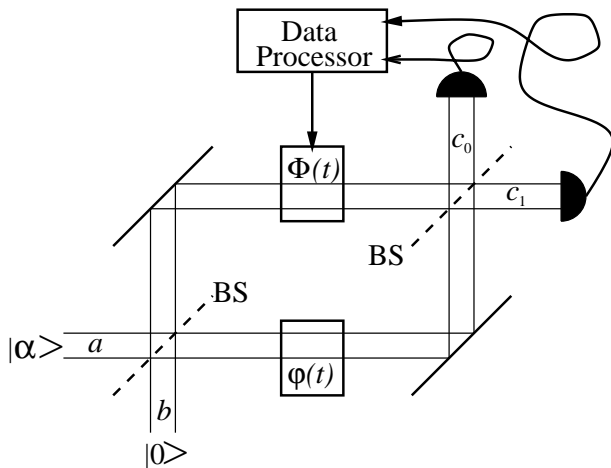 Data
Processor
Φ(t)
c₀
c₁
BS
BS
|α>
a
φ(t)
b
|0>